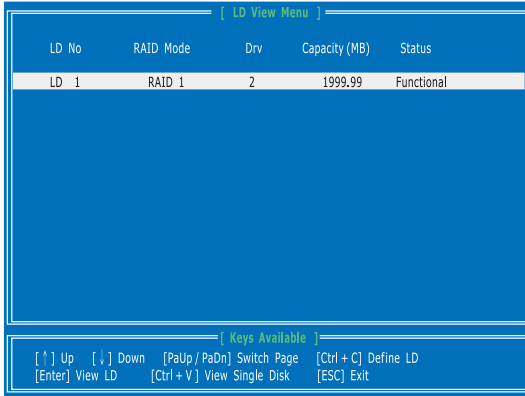 [ LD View Menu ]
LD No RAID Mode Drv Capacity (MB) Status
LD 1 RAID 1 2 1999.99 Functional
[ Keys Available ]
[↑] Up [↓] Down [PaUp / PaDn] Switch Page [Ctrl + C] Define LD
[Enter] View LD [Ctrl + V ] View Single Disk [ESC] Exit